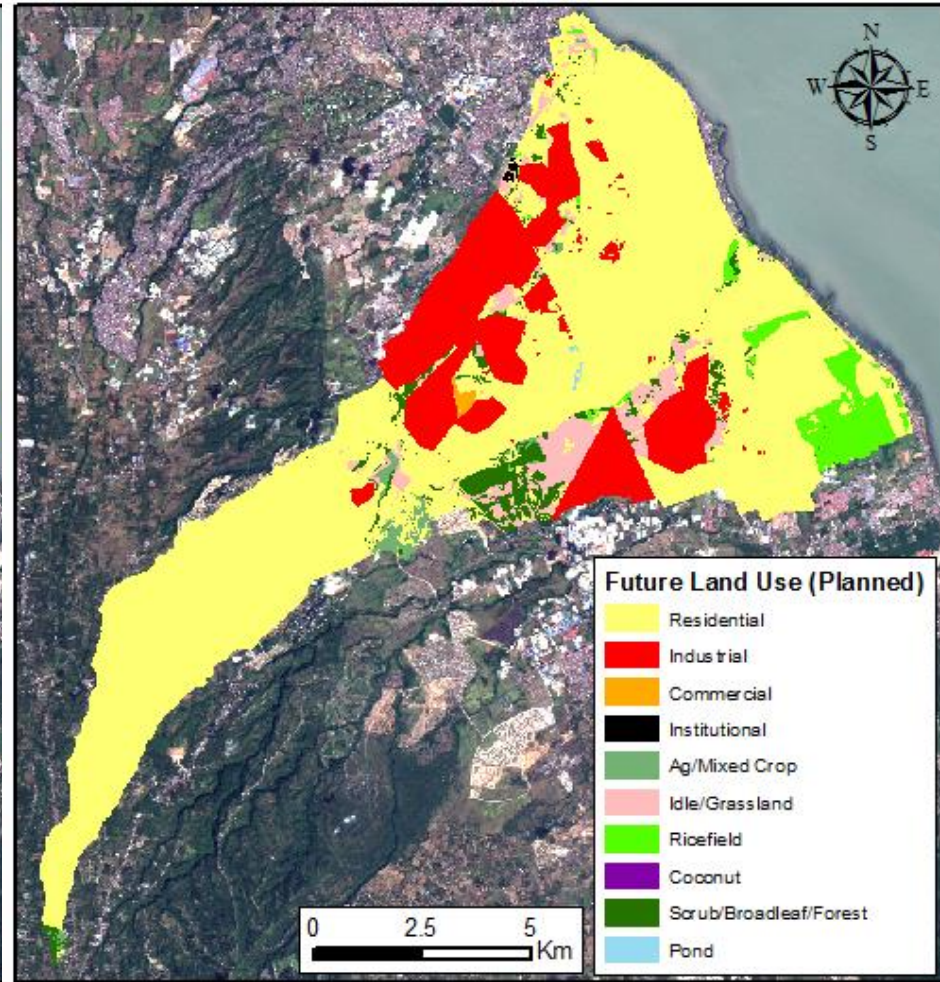 N
W E
S
Future Land Use (Planned)
Residential
Industrial
Commercial
Institutional
Ag/Mixed Crop
Idle/Grassland
Ricefield
Coconut
Scrub/Broadleaf/Forest
Pond
0 2.5 5
Km